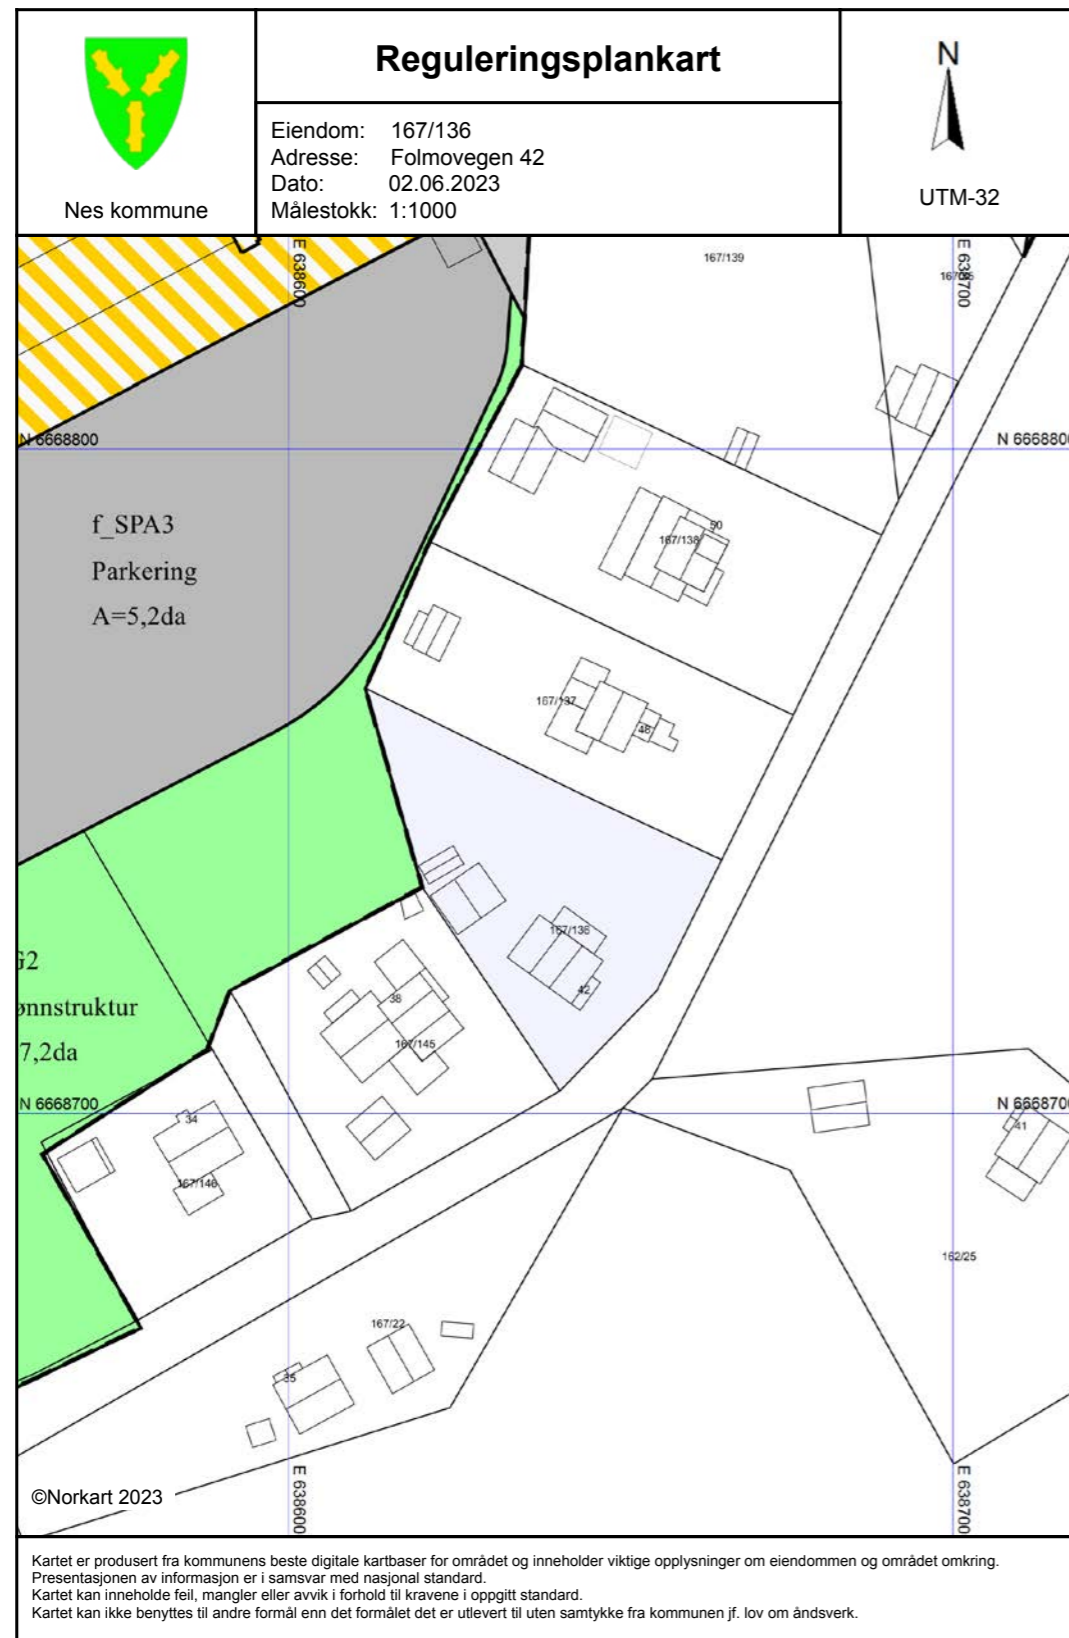 Reguleringsplankart
Nes kommune
Eiendom: 167/136
Adresse: Folmovegen 42
Dato: 02.06.2023
Målestokk: 1:1000
N
UTM-32
E 638600
167/139
E 638700
N 6668800
N 6668800
f_SPA3
Parkering
A=5,2da
50
167/138
167/137
48
167/136
42
G2
ønnstruktur
7,2da
38
167/145
N 6668700
N 6668700
34
41
167/146
162/25
167/22
35
E 638600
E 638700
©Norkart 2023
Kartet er produsert fra kommunens beste digitale kartbaser for området og inneholder viktige opplysninger om eiendommen og området omkring.
Presentasjonen av informasjon er i samsvar med nasjonal standard.
Kartet kan inneholde feil, mangler eller avvik i forhold til kravene i oppgitt standard.
Kartet kan ikke benyttes til andre formål enn det formålet det er utlevert til uten samtykke fra kommunen jf. lov om åndsverk.